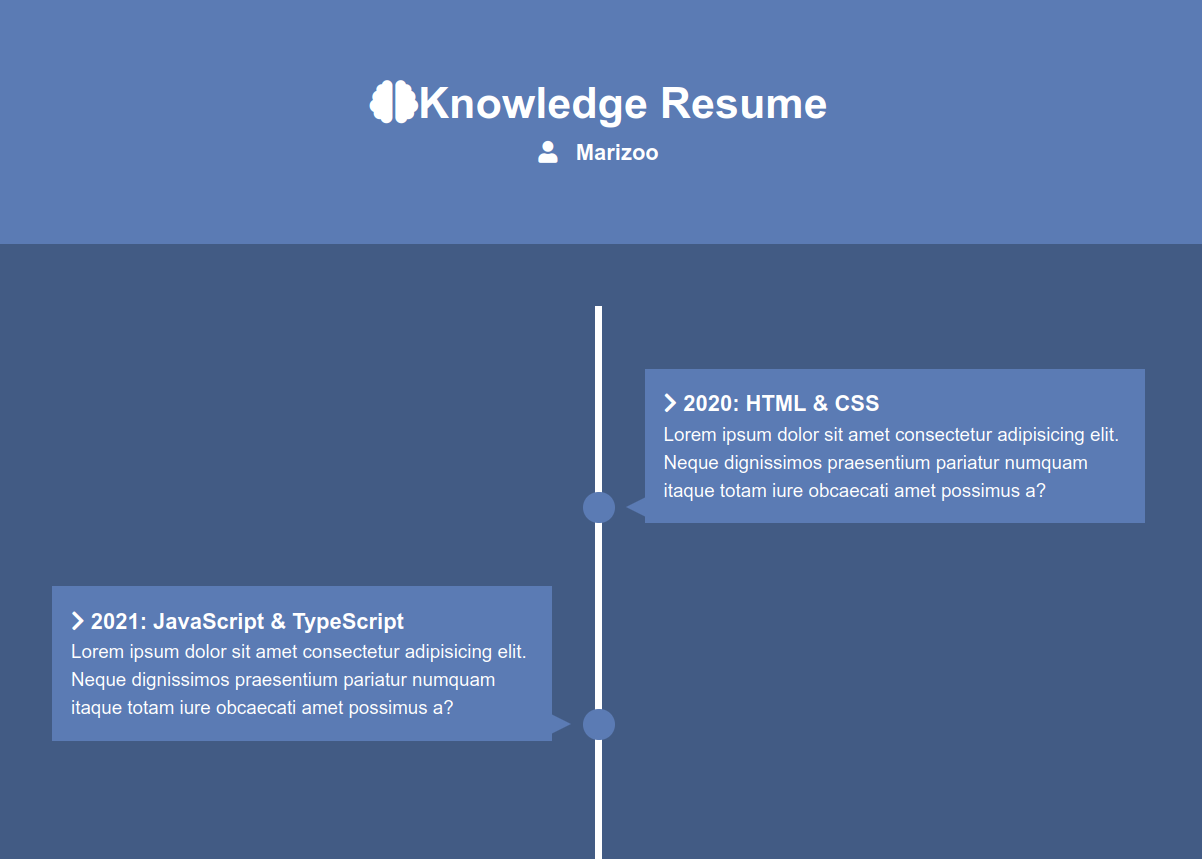 Knowledge Resume
Marizoo
2020: HTML & CSS
Lorem ipsum dolor sit amet consectetur adipisicing elit.
Neque dignissimos praesentium pariatur numquam
itaque totam iure obcaecati amet possimus a?
2021: JavaScript & TypeScript
Lorem ipsum dolor sit amet consectetur adipisicing elit.
Neque dignissimos praesentium pariatur numquam
itaque totam iure obcaecati amet possimus a?